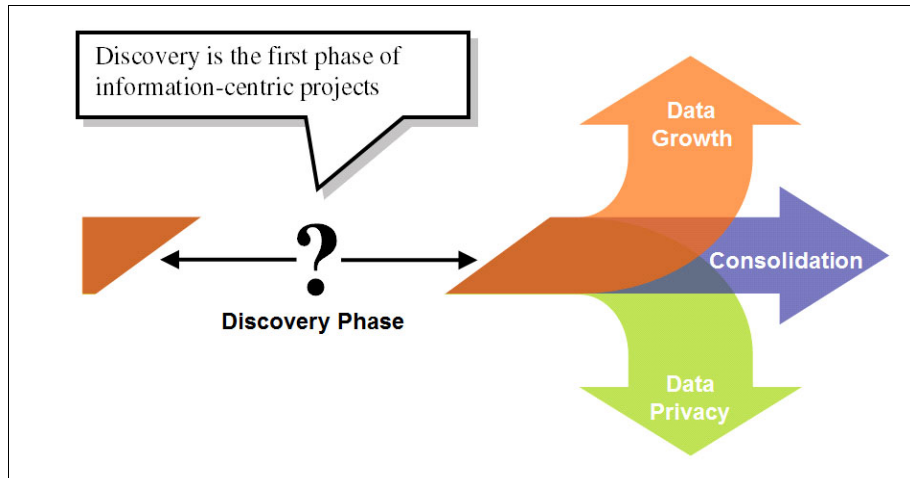 Discovery is the first phase of
information-centric projects
Data
Growth
?
Consolidation
Discovery Phase
Data
Privacy